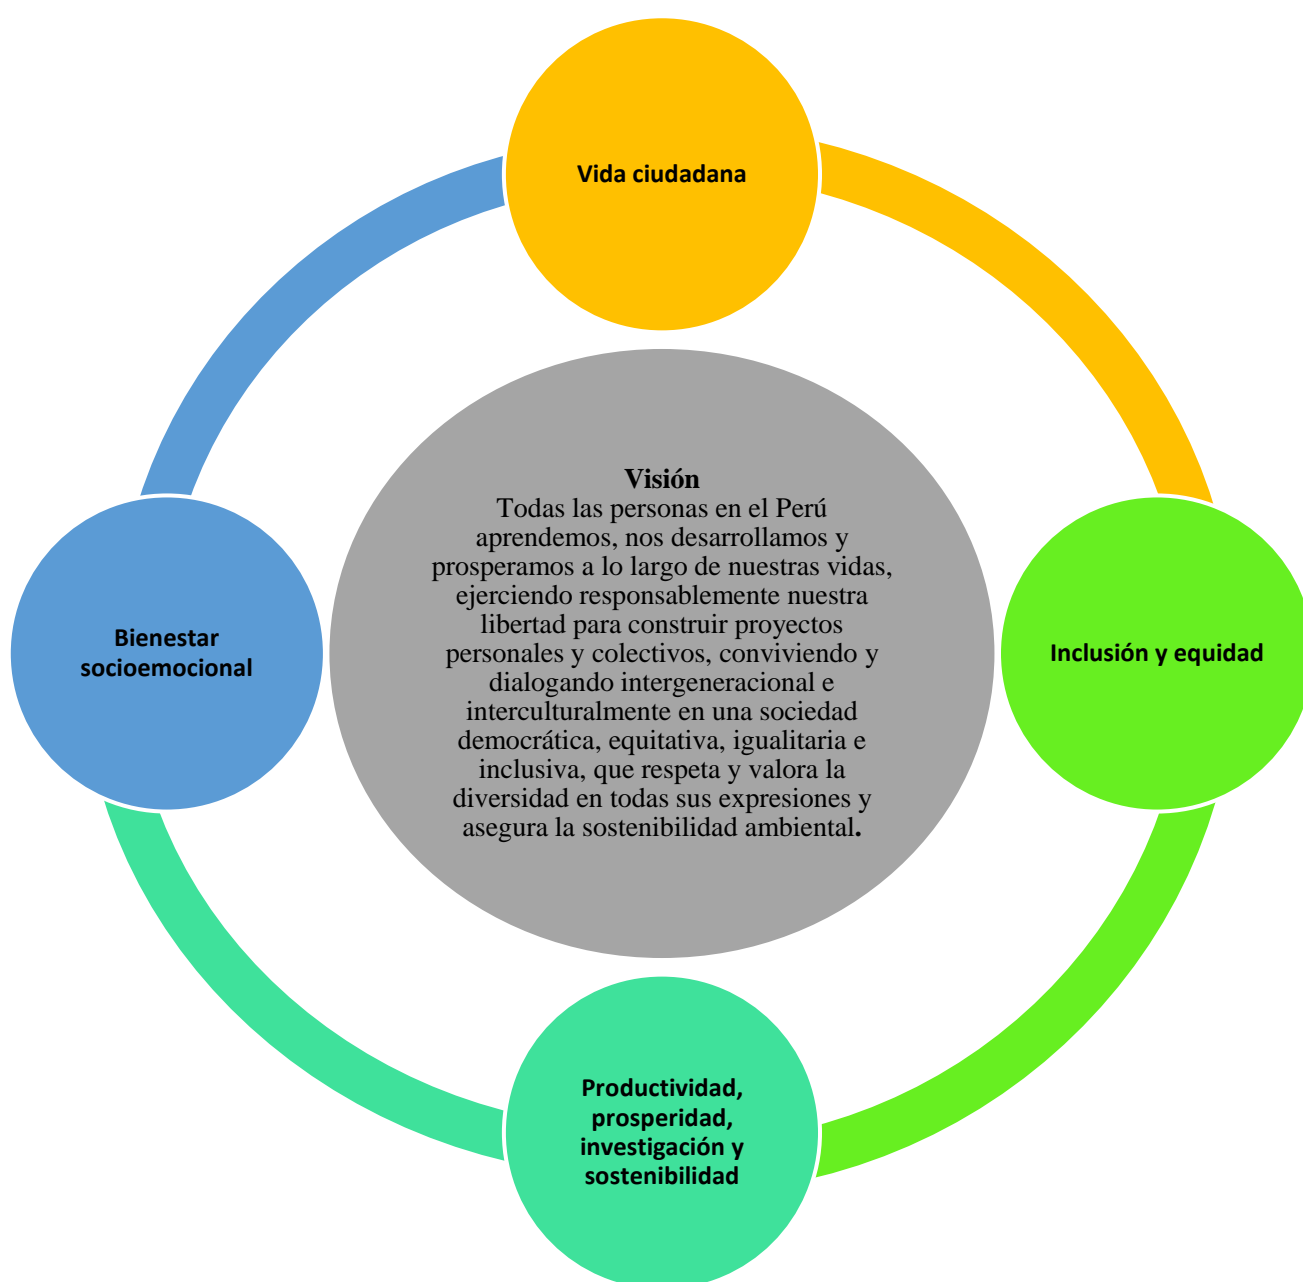 Vida ciudadana
Visión
Todas las personas en el Perú
aprendemos, nos desarrollamos y
prosperamos a lo largo de nuestras vidas,
ejerciendo responsablemente nuestra
libertad para construir proyectos
personales y colectivos, conviviendo y
dialogando intergeneracional e
interculturalmente en una sociedad
democrática, equitativa, igualitaria e
inclusiva, que respeta y valora la
diversidad en todas sus expresiones y
asegura la sostenibilidad ambiental.
Bienestar
socioemocional
Inclusión y equidad
Productividad,
prosperidad,
investigación y
sostenibilidad